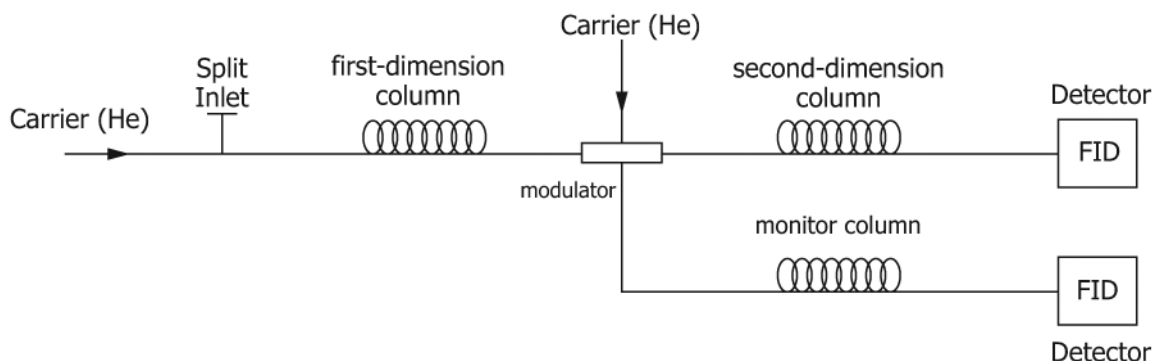 Carrier (He)
Split
Inlet
first-dimension
column
Carrier (He)
modulator
second-dimension
column
Detector
FID
monitor column
FID
Detector